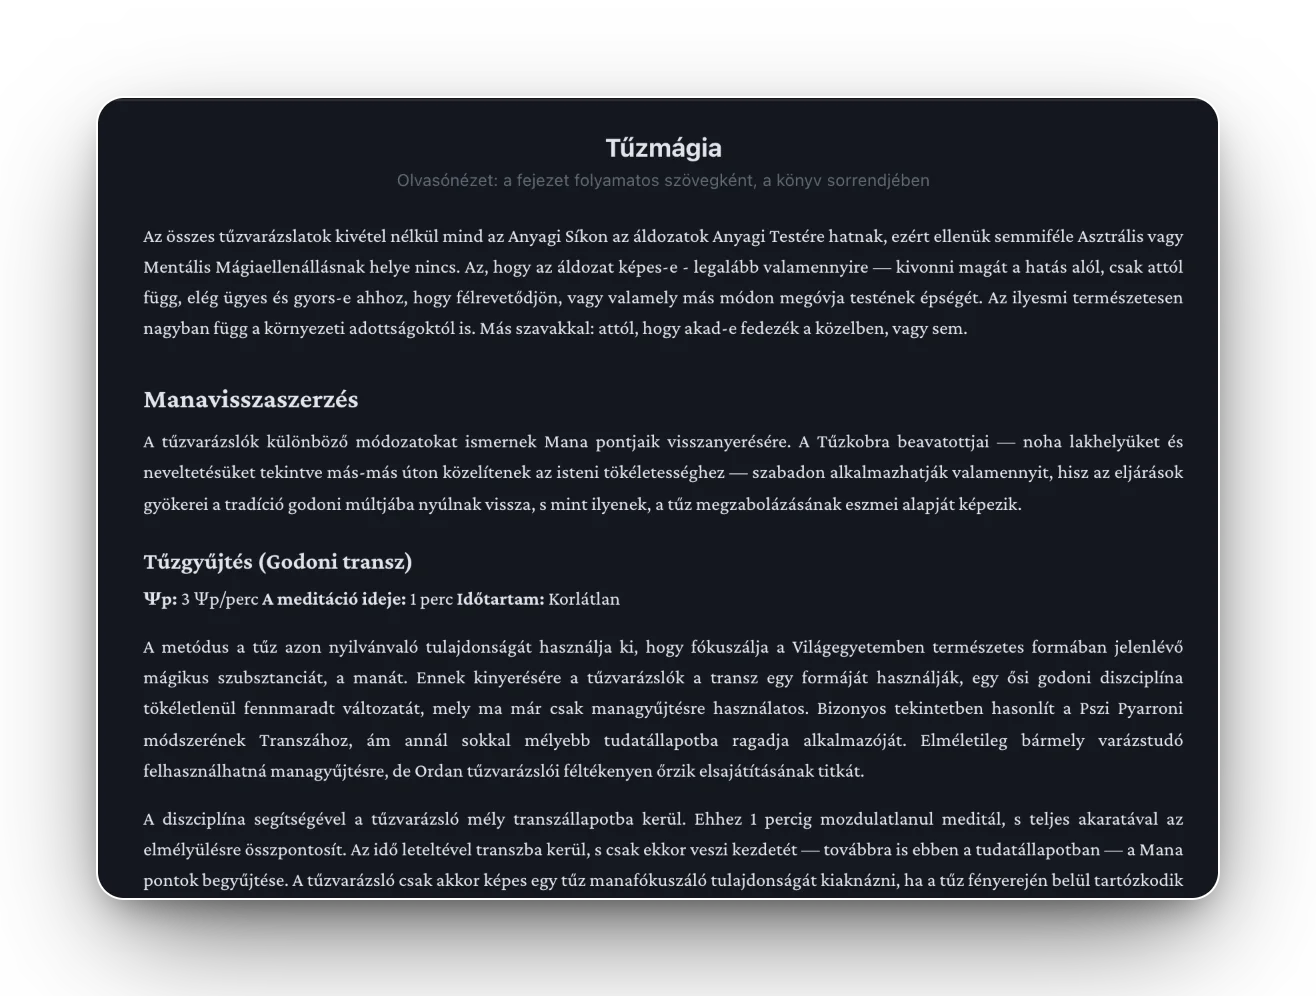 Tűzmágia
Olvasónézet: a fejezet folyamatos szövegként, a könyv sorrendjében
Az összes tűzvarázslatok kivétel nélkül mind az Anyagi Síkon az áldozatok Anyagi Testére hatnak, ezért ellenük semmiféle Asztrális vagy
Mentális Mágiaellenállásnak helye nincs. Az, hogy az áldozat képes-e - legalább valamennyire — kivonni magát a hatás alól, csak attól
függ, elég ügyes és gyors-e ahhoz, hogy félrevetődjön, vagy valamely más módon megóvja testének épségét. Az ilyesmi természetesen
nagyban függ a környezeti adottságoktól is. Más szavakkal: attól, hogy akad-e fedezék a közelben, vagy sem.
Manavisszaszerzés
A tűzvarázslók különböző módozatokat ismernek Mana pontjaik visszanyerésére. A Tűzkobra beavatottjai — noha lakhelyüket és
neveltetésüket tekintve más-más úton közelítenek az isteni tökéletességhez — szabadon alkalmazhatják valamennyit, hisz az eljárások
gyökerei a tradíció godoni múltjába nyúlnak vissza, s mint ilyenek, a tűz megzabolázásának eszmei alapját képezik.
Tűzgyűjtés (Godoni transz)
Ψp: 3 Ψp/perc A meditáció ideje: 1 perc Időtartam: Korlátlan
A metódus a tűz azon nyilvánvaló tulajdonságát használja ki, hogy fókuszálja a Világegyetemben természetes formában jelenlévő
mágikus szubsztanciát, a manát. Ennek kinyerésére a tűzvarázslók a transz egy formáját használják, egy ősi godoni diszciplína
tökéletlenül fennmaradt változatát, mely ma már csak managyűjtésre használatos. Bizonyos tekintetben hasonlít a Pszi Pyarroni
módszerének Transzához, ám annál sokkal mélyebb tudatállapotba ragadja alkalmazóját. Elméletileg bármely varázstudó
felhasználhatná managyűjtésre, de Ordan tűzvarázslói féltékenyen őrzik elsajátításának titkát.
A diszciplína segítségével a tűzvarázsló mély transzállapotba kerül. Ehhez 1 percig mozdulatlanul meditál, s teljes akaratával az
elmélyülésre összpontosít. Az idő leteltével transzba kerül, s csak ekkor veszi kezdetét — továbbra is ebben a tudatállapotban — a Mana
pontok begyűjtése. A tűzvarázsló csak akkor képes egy tűz manafókuszáló tulajdonságát kiaknázni, ha a tűz fényerején belül tartózkodik